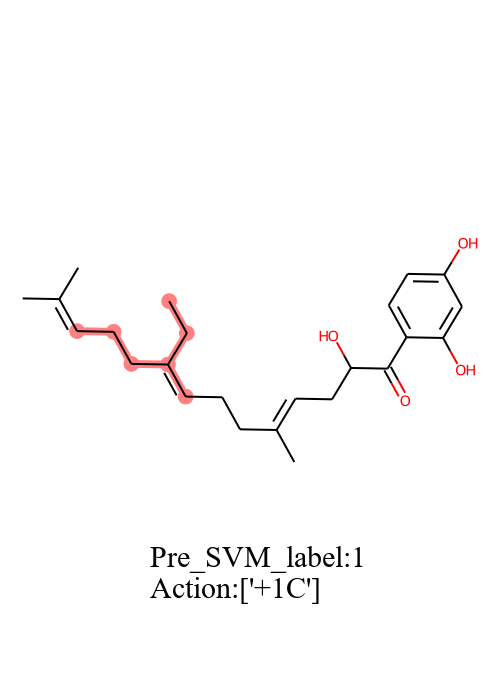 OH
HO
OH
O
Pre_SVM_label:1
Action:['+1C']